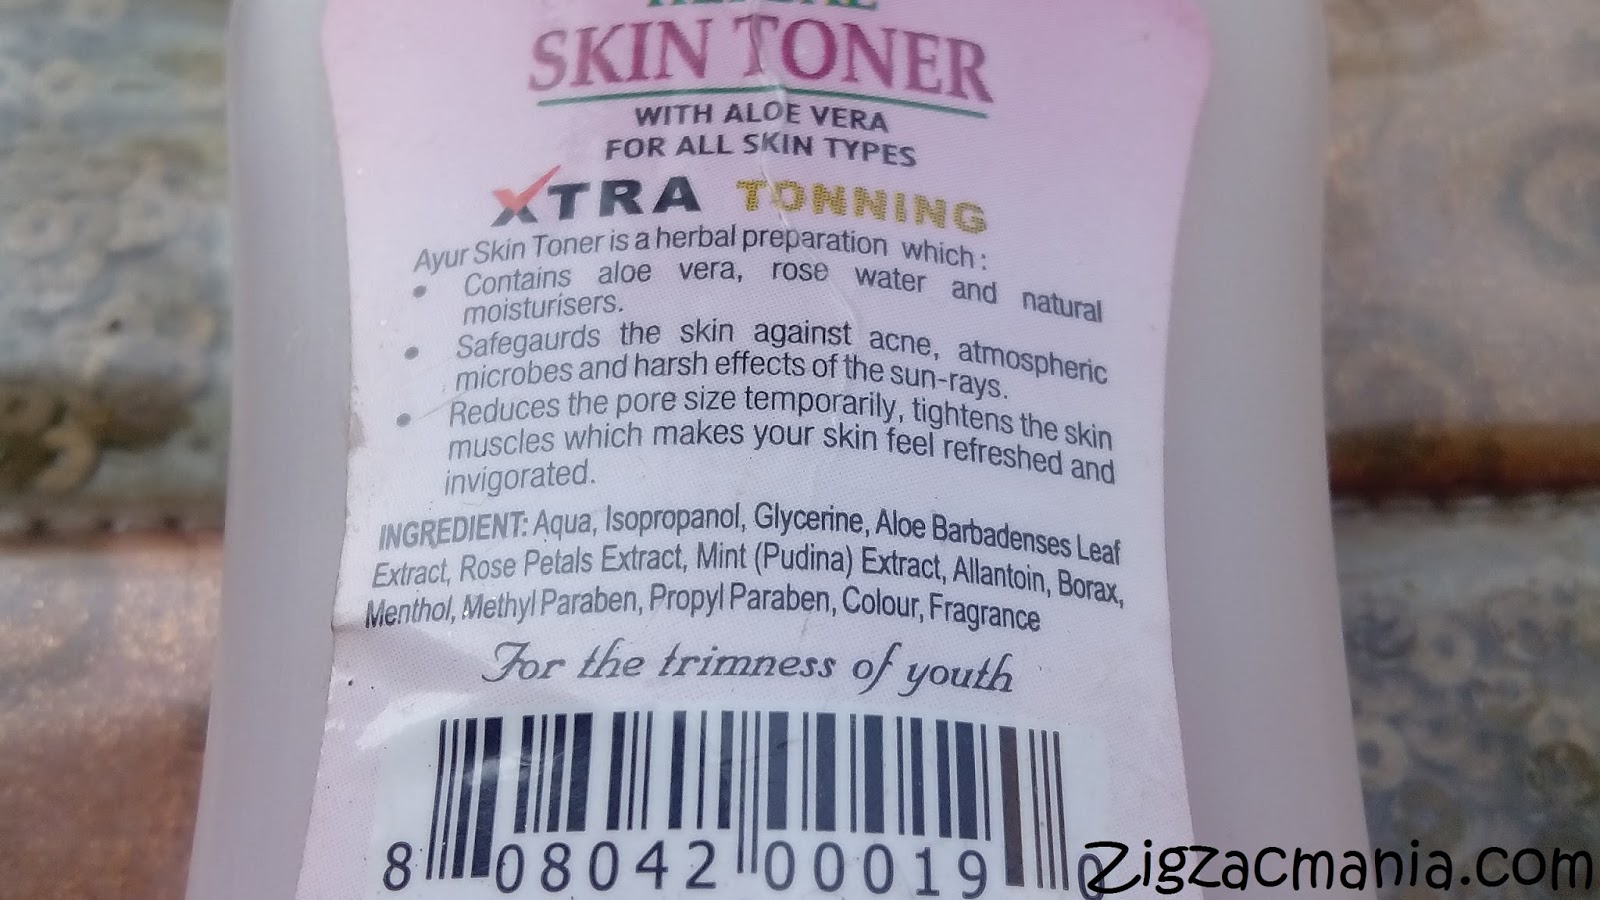 SKIN TONER
WITH ALOE VERA
FOR ALL SKIN TYPES
XTRA TONNING
Ayur Skin Toner is a herbal preparation which :
• Contains aloe vera, rose water and natural
moisturisers.
• Safegaurds the skin against acne, atmospheric
microbes and harsh effects of the sun-rays.
• Reduces the pore size temporarily, tightens the skin
muscles which makes your skin feel refreshed and
invigorated.
INGREDIENT: Aqua, Isopropanol, Glycerine, Aloe Barbadenses Leaf
Extract, Rose Petals Extract, Mint (Pudina) Extract, Allantoin, Borax,
Menthol, Methyl Paraben, Propyl Paraben, Colour, Fragrance
For the trimness of youth
8 08042 00019 0
Zigzacmania.com